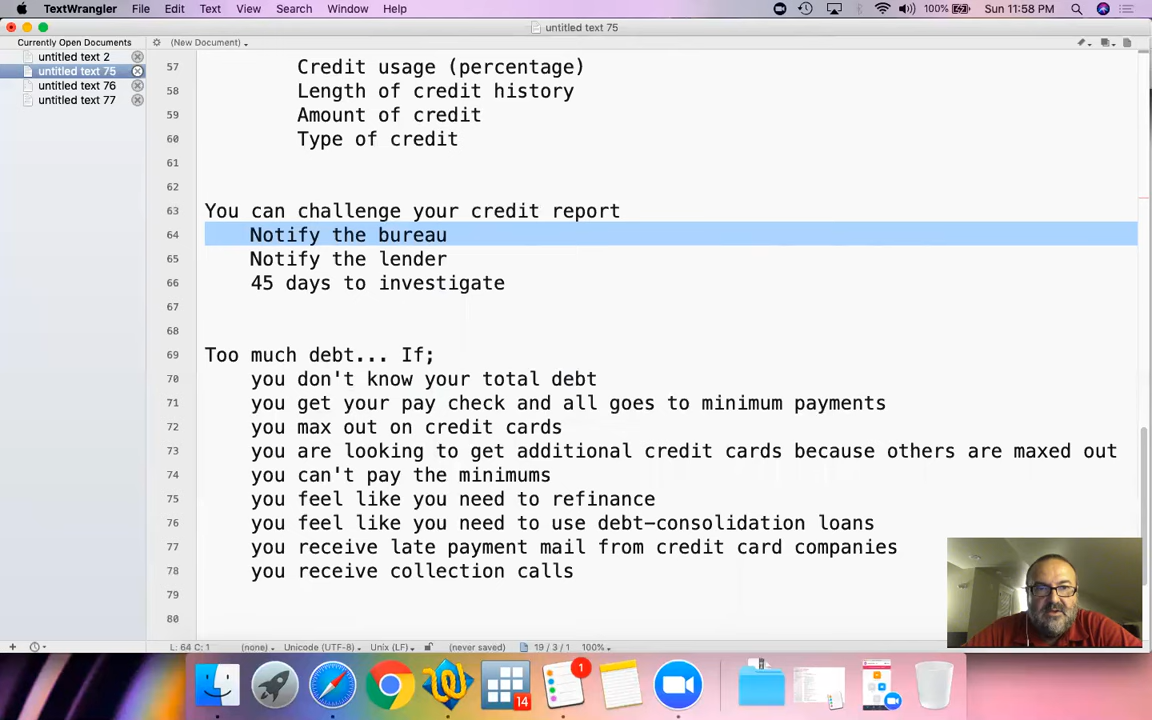 TextWrangler File Edit Text View Search Window Help 100% Sun 11:58 PM
untitled text 75
Currently Open Documents
(New Document)
untitled text 2
untitled text 75
untitled text 76
untitled text 77
57 Credit usage (percentage)
58 Length of credit history
59 Amount of credit
60 Type of credit
61
62
63 You can challenge your credit report
64 Notify the bureau
65 Notify the lender
66 45 days to investigate
67
68
69 Too much debt... If;
70 you don't know your total debt
71 you get your pay check and all goes to minimum payments
72 you max out on credit cards
73 you are looking to get additional credit cards because others are maxed out
74 you can't pay the minimums
75 you feel like you need to refinance
76 you feel like you need to use debt-consolidation loans
77 you receive late payment mail from credit card companies
78 you receive collection calls
79
80
L: 64 C: 1 (none) Unicode (UTF-8) Unix (LF) (never saved) 19 / 3 / 1 100%
14
1